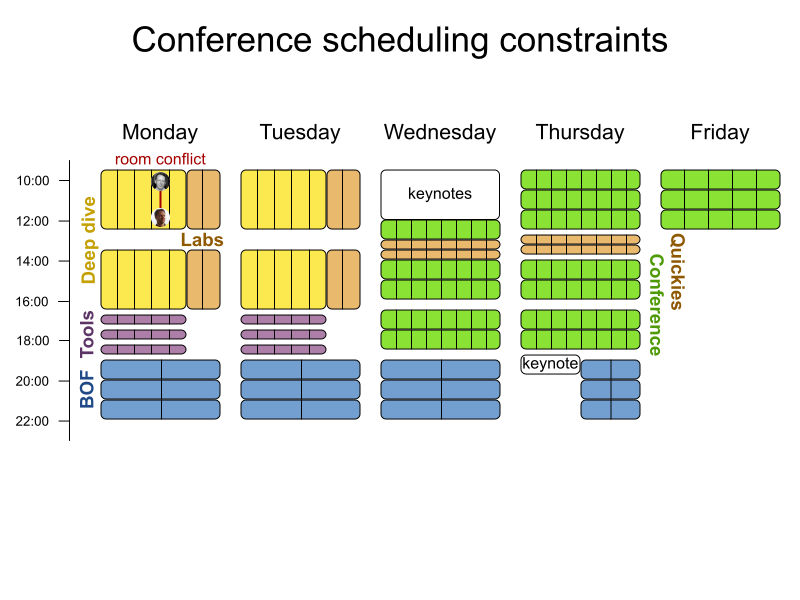 Conference scheduling constraints
Monday
Tuesday
Wednesday
Thursday
Friday
room conflict
10:00
12:00
14:00
16:00
18:00
20:00
22:00
Deep dive
Labs
Tools
BOF
keynotes
keynote
Conference
Quickies